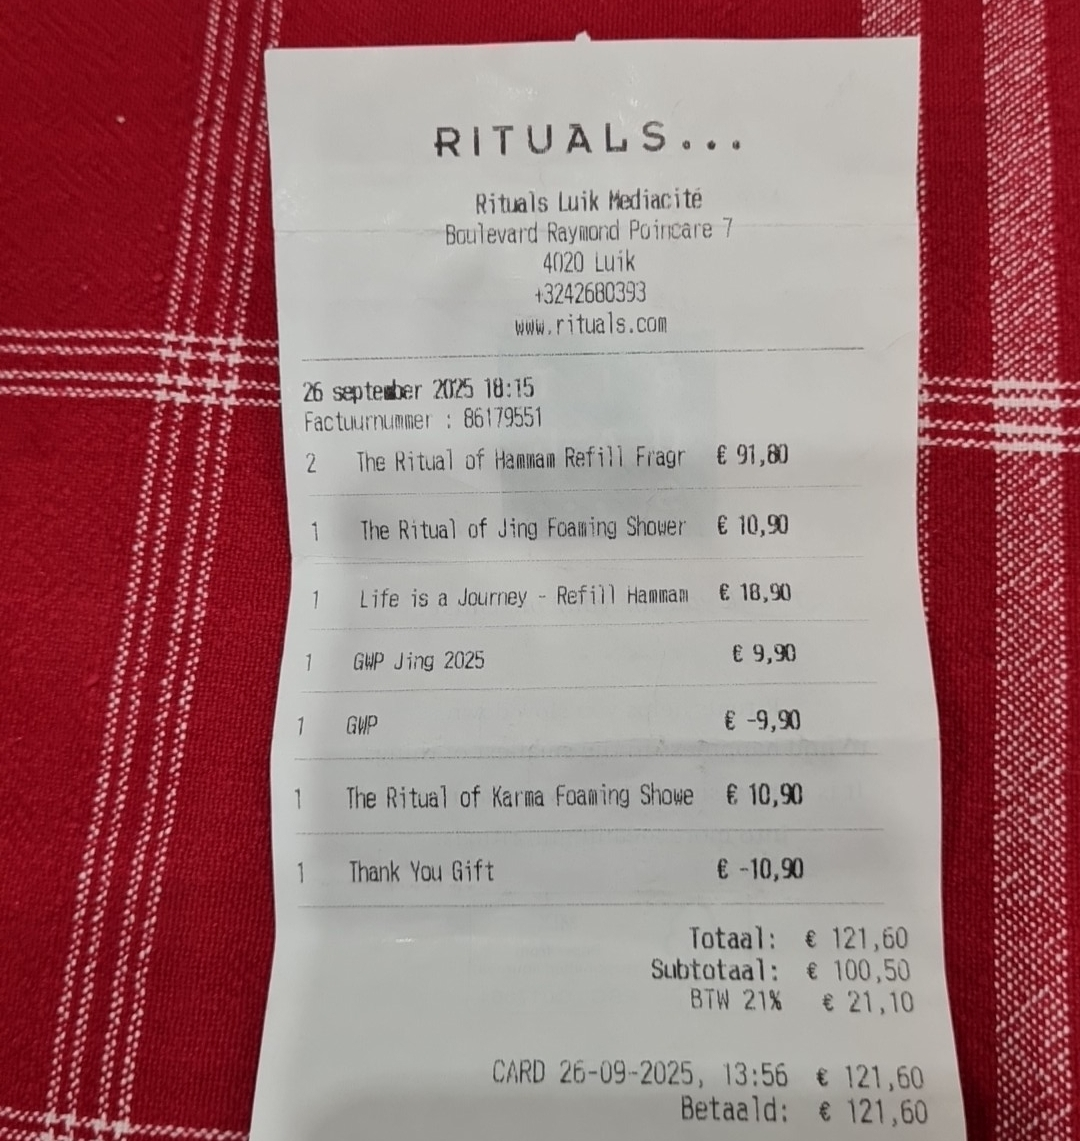 RITUALS...
Rituals Luik Mediacité
Boulevard Raymond Poincare 7
4020 Luik
+3242680393
www.rituals.com
26 september 2025 18:15
Factuurnummer : 86179551
2 The Ritual of Hammam Refill Fragr € 91,80
1 The Ritual of Jing Foaming Shower € 10,90
1 Life is a Journey - Refill Hammam € 18,90
1 GWP Jing 2025 € 9,90
1 GWP € -9,90
1 The Ritual of Karma Foaming Showe € 10,90
1 Thank You Gift € -10,90
Totaal: € 121,60
Subtotaal: € 100,50
BTW 21% € 21,10
CARD 26-09-2025, 13:56 € 121,60
Betaald: € 121,60